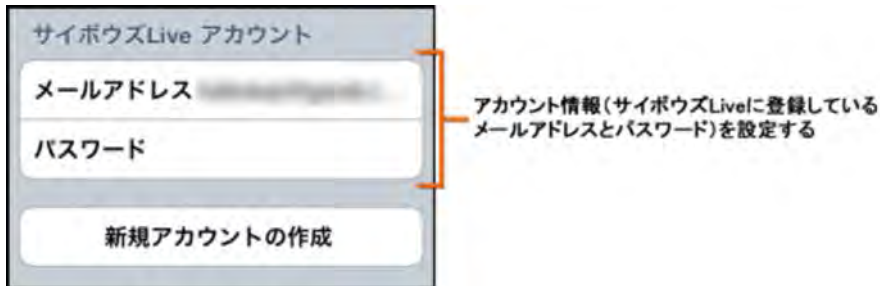 サイボウズLive アカウント
メールアドレス
パスワード
新規アカウントの作成
アカウント情報(サイボウズLiveに登録している
メールアドレスとパスワード)を設定する